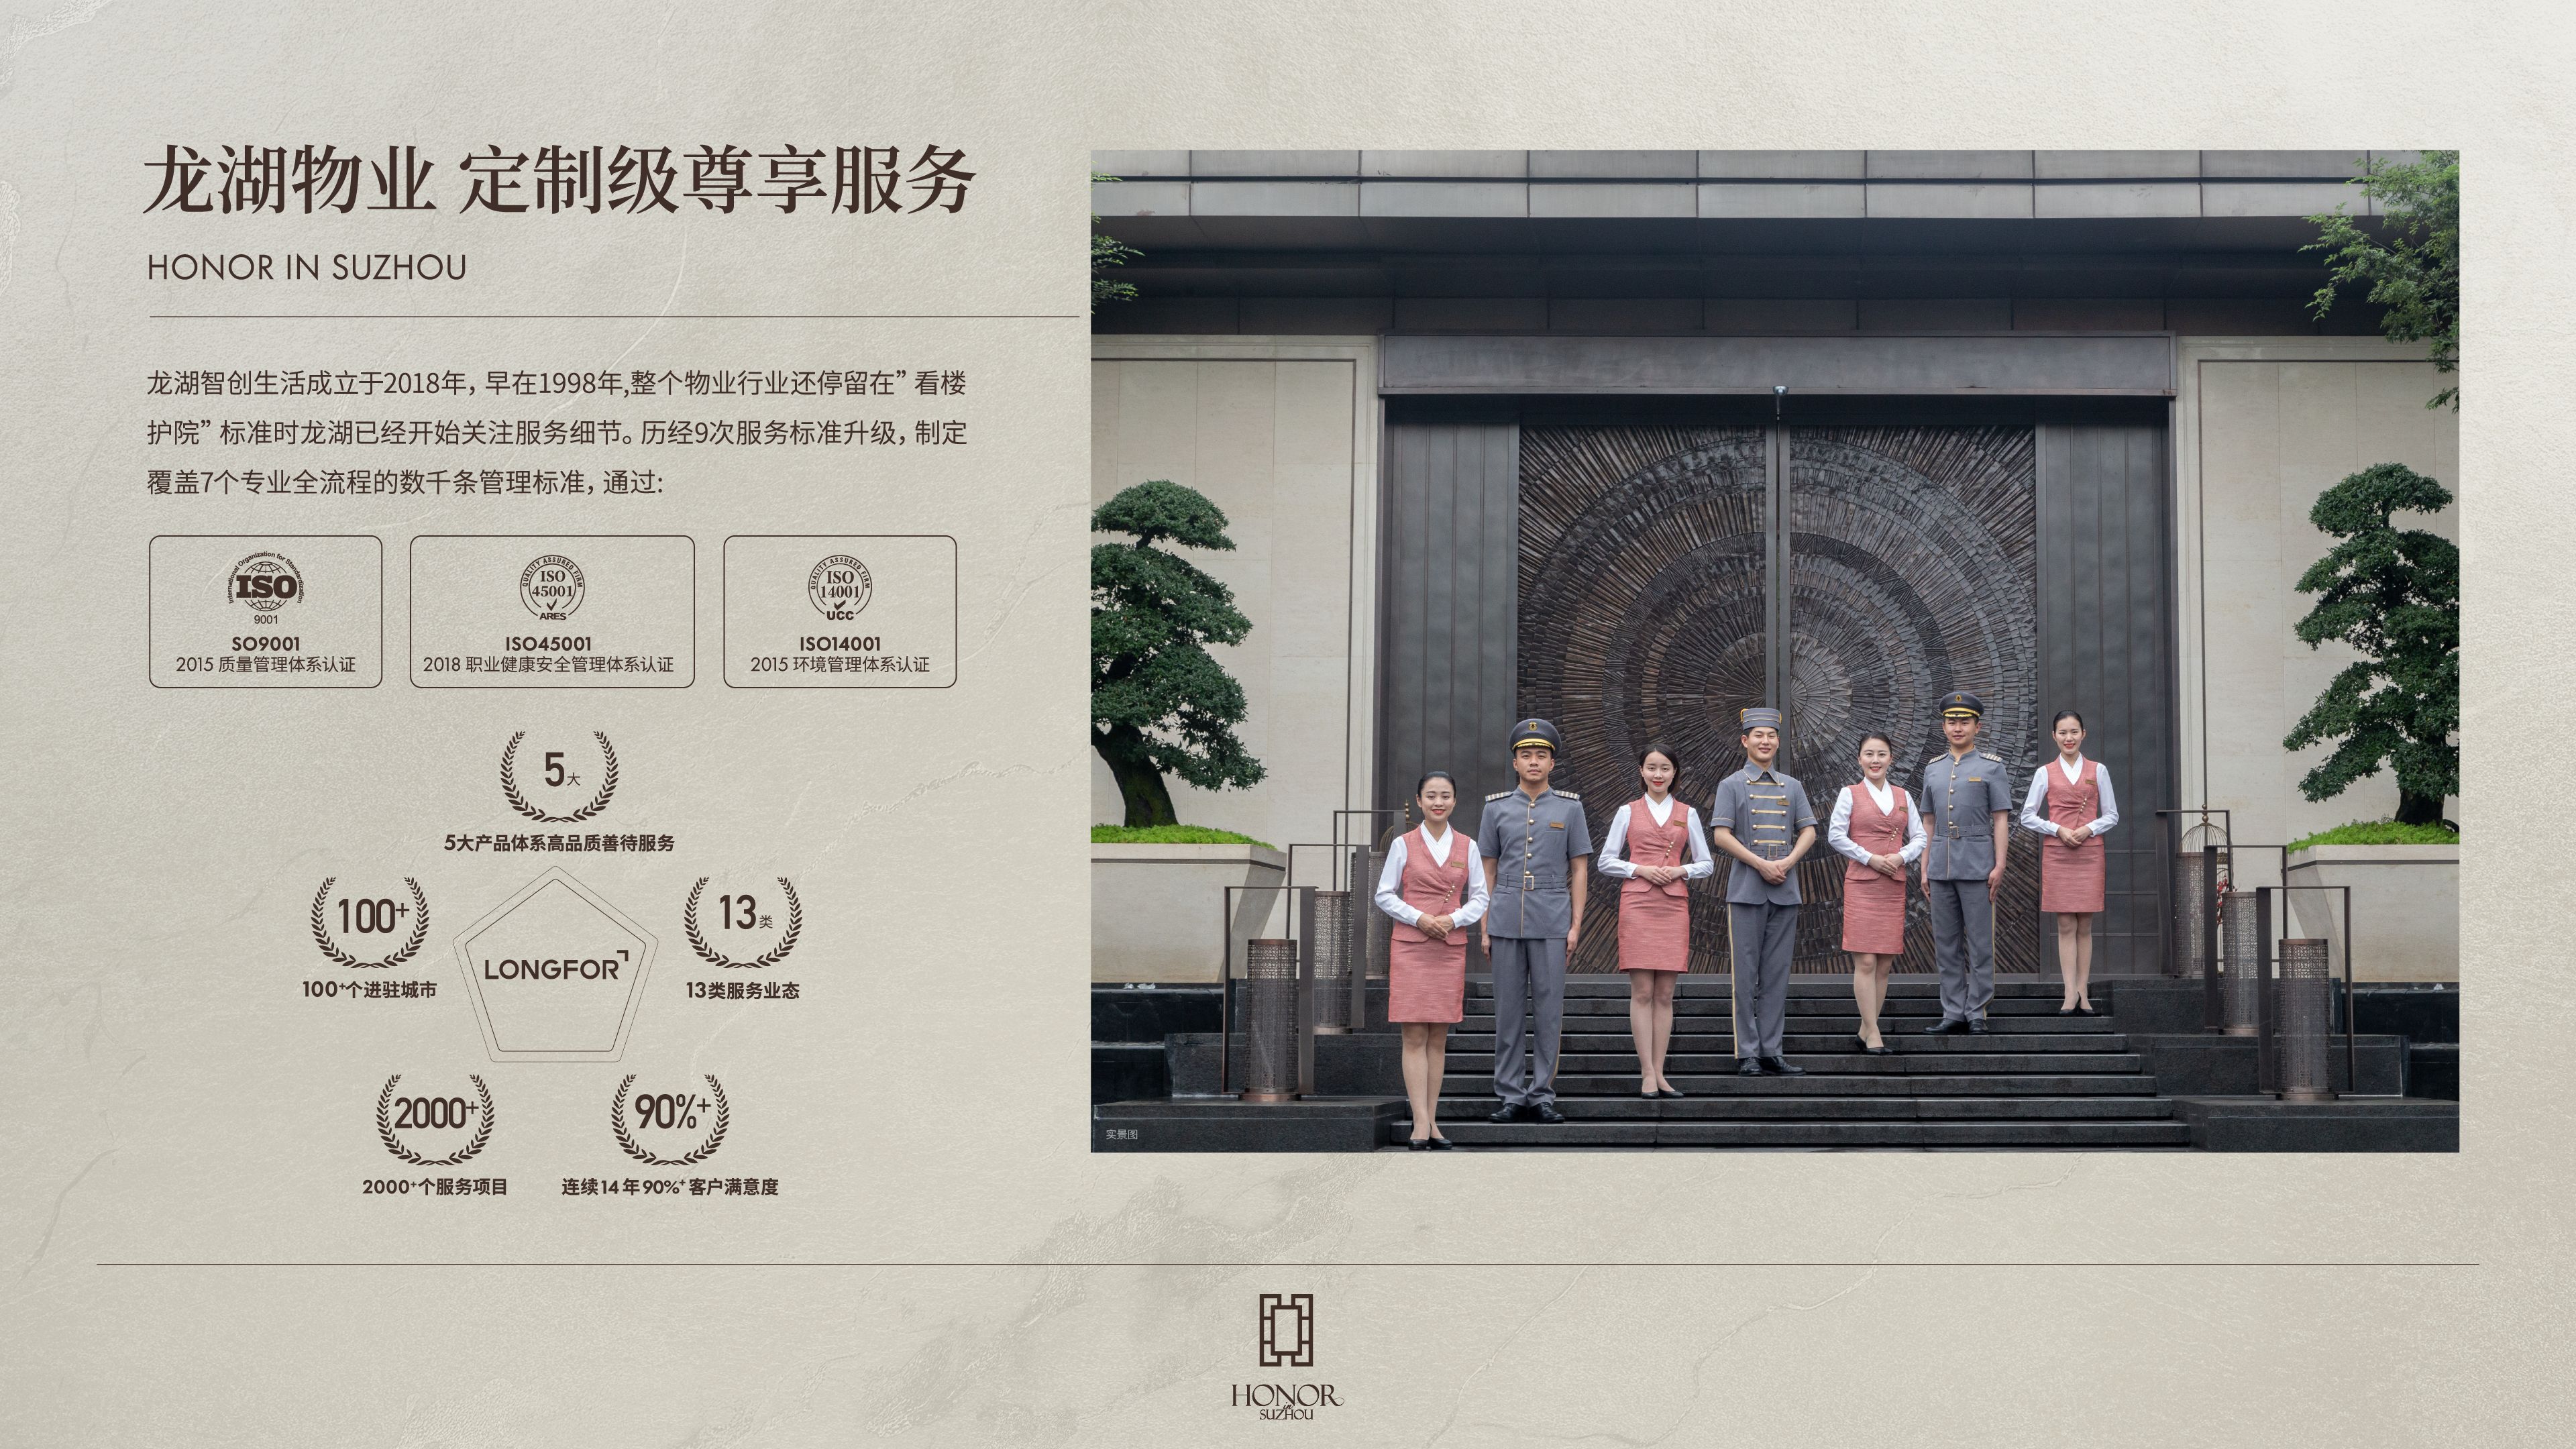 龙湖物业 定制级尊享服务
HONOR IN SUZHOU
龙湖智创生活成立于2018年，早在1998年,整个物业行业还停留在”看楼
护院”标准时龙湖已经开始关注服务细节。历经9次服务标准升级，制定
覆盖7个专业全流程的数千条管理标准，通过：
International Organization for Standardization
ISO
9001
SO9001
2015 质量管理体系认证
QUALITY ASSURED FIRM
ISO
45001
ARES
ISO45001
2018 职业健康安全管理体系认证
QUALITY ASSURED FIRM
ISO
14001
UCC
ISO14001
2015 环境管理体系认证
5大
5大产品体系高品质善待服务
100+
100+个进驻城市
13类
13类服务业态
LONGFOR
2000+
2000+个服务项目
90%+
连续14年90%+客户满意度
实景图
HONOR
in
SUZHOU